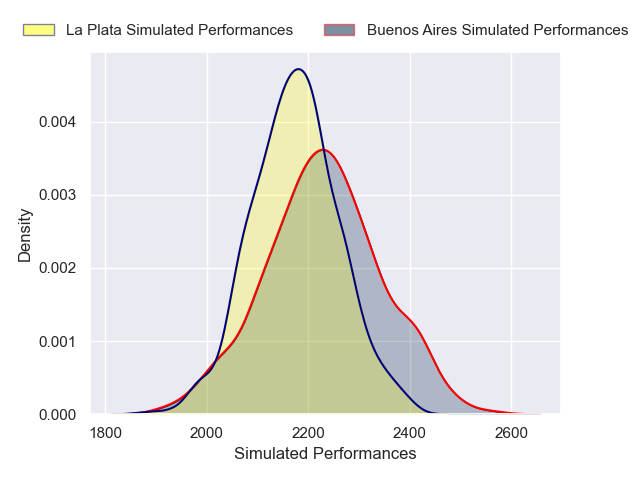 La Plata Simulated Performances
Buenos Aires Simulated Performances
0.004
0.003
0.002
0.001
0.000
Density
1800 2000 2200 2400 2600
Simulated Performances